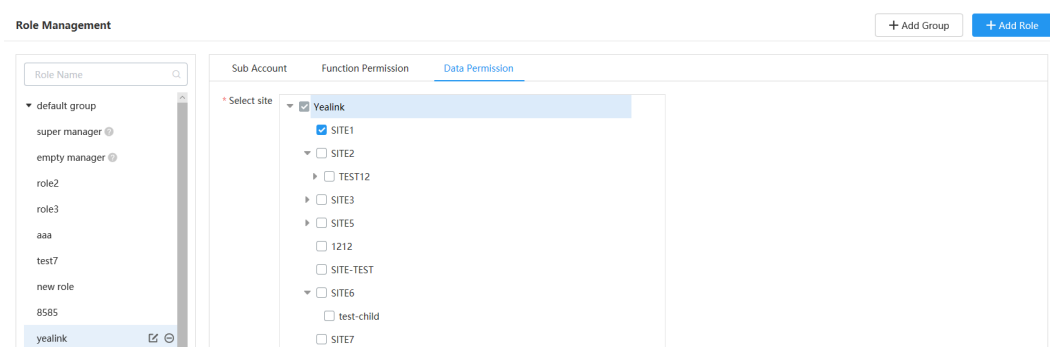 Role Management
+ Add Group
+ Add Role
Role Name
default group
super manager
empty manager
role2
role3
aaa
test7
new role
8585
yealink
Sub Account
Function Permission
Data Permission
* Select site
Yealink
SITE1
SITE2
TEST12
SITE3
SITE5
1212
SITE-TEST
SITE6
test-child
SITE7